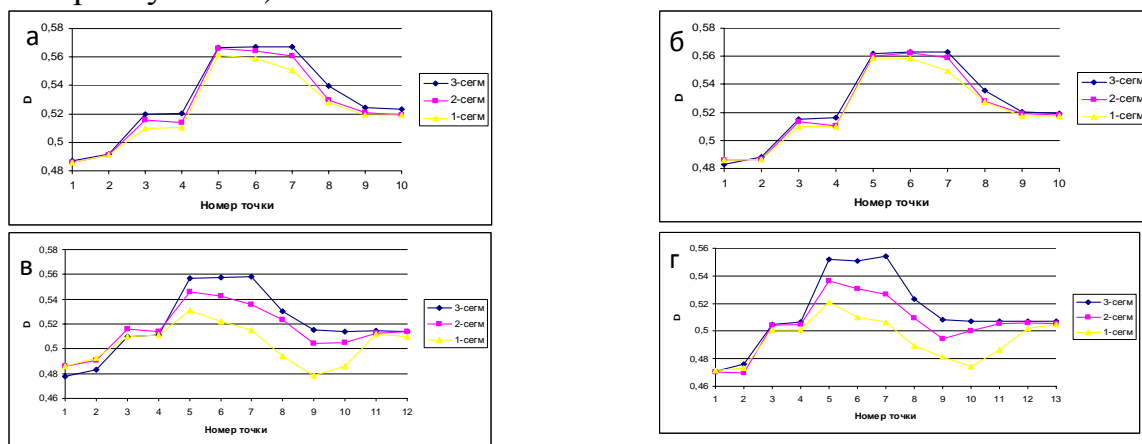 а
0,58
0,56
0,54
0,52
0,5
0,48
D
1 2 3 4 5 6 7 8 9 10
Номер точки
3-сегм
2-сегм
1-сегм
б
0,58
0,56
0,54
0,52
0,5
0,48
D
1 2 3 4 5 6 7 8 9 10
Номер точки
3-сегм
2-сегм
1-сегм
в
0,58
0,56
0,54
0,52
0,5
0,48
0,46
D
1 2 3 4 5 6 7 8 9 10 11 12
Номер точки
3-сегм
2-сегм
1-сегм
г
0,56
0,54
0,52
0,5
0,48
0,46
D
1 2 3 4 5 6 7 8 9 10 11 12 13
Номер точки
3-сегм
2-сегм
1-сегм